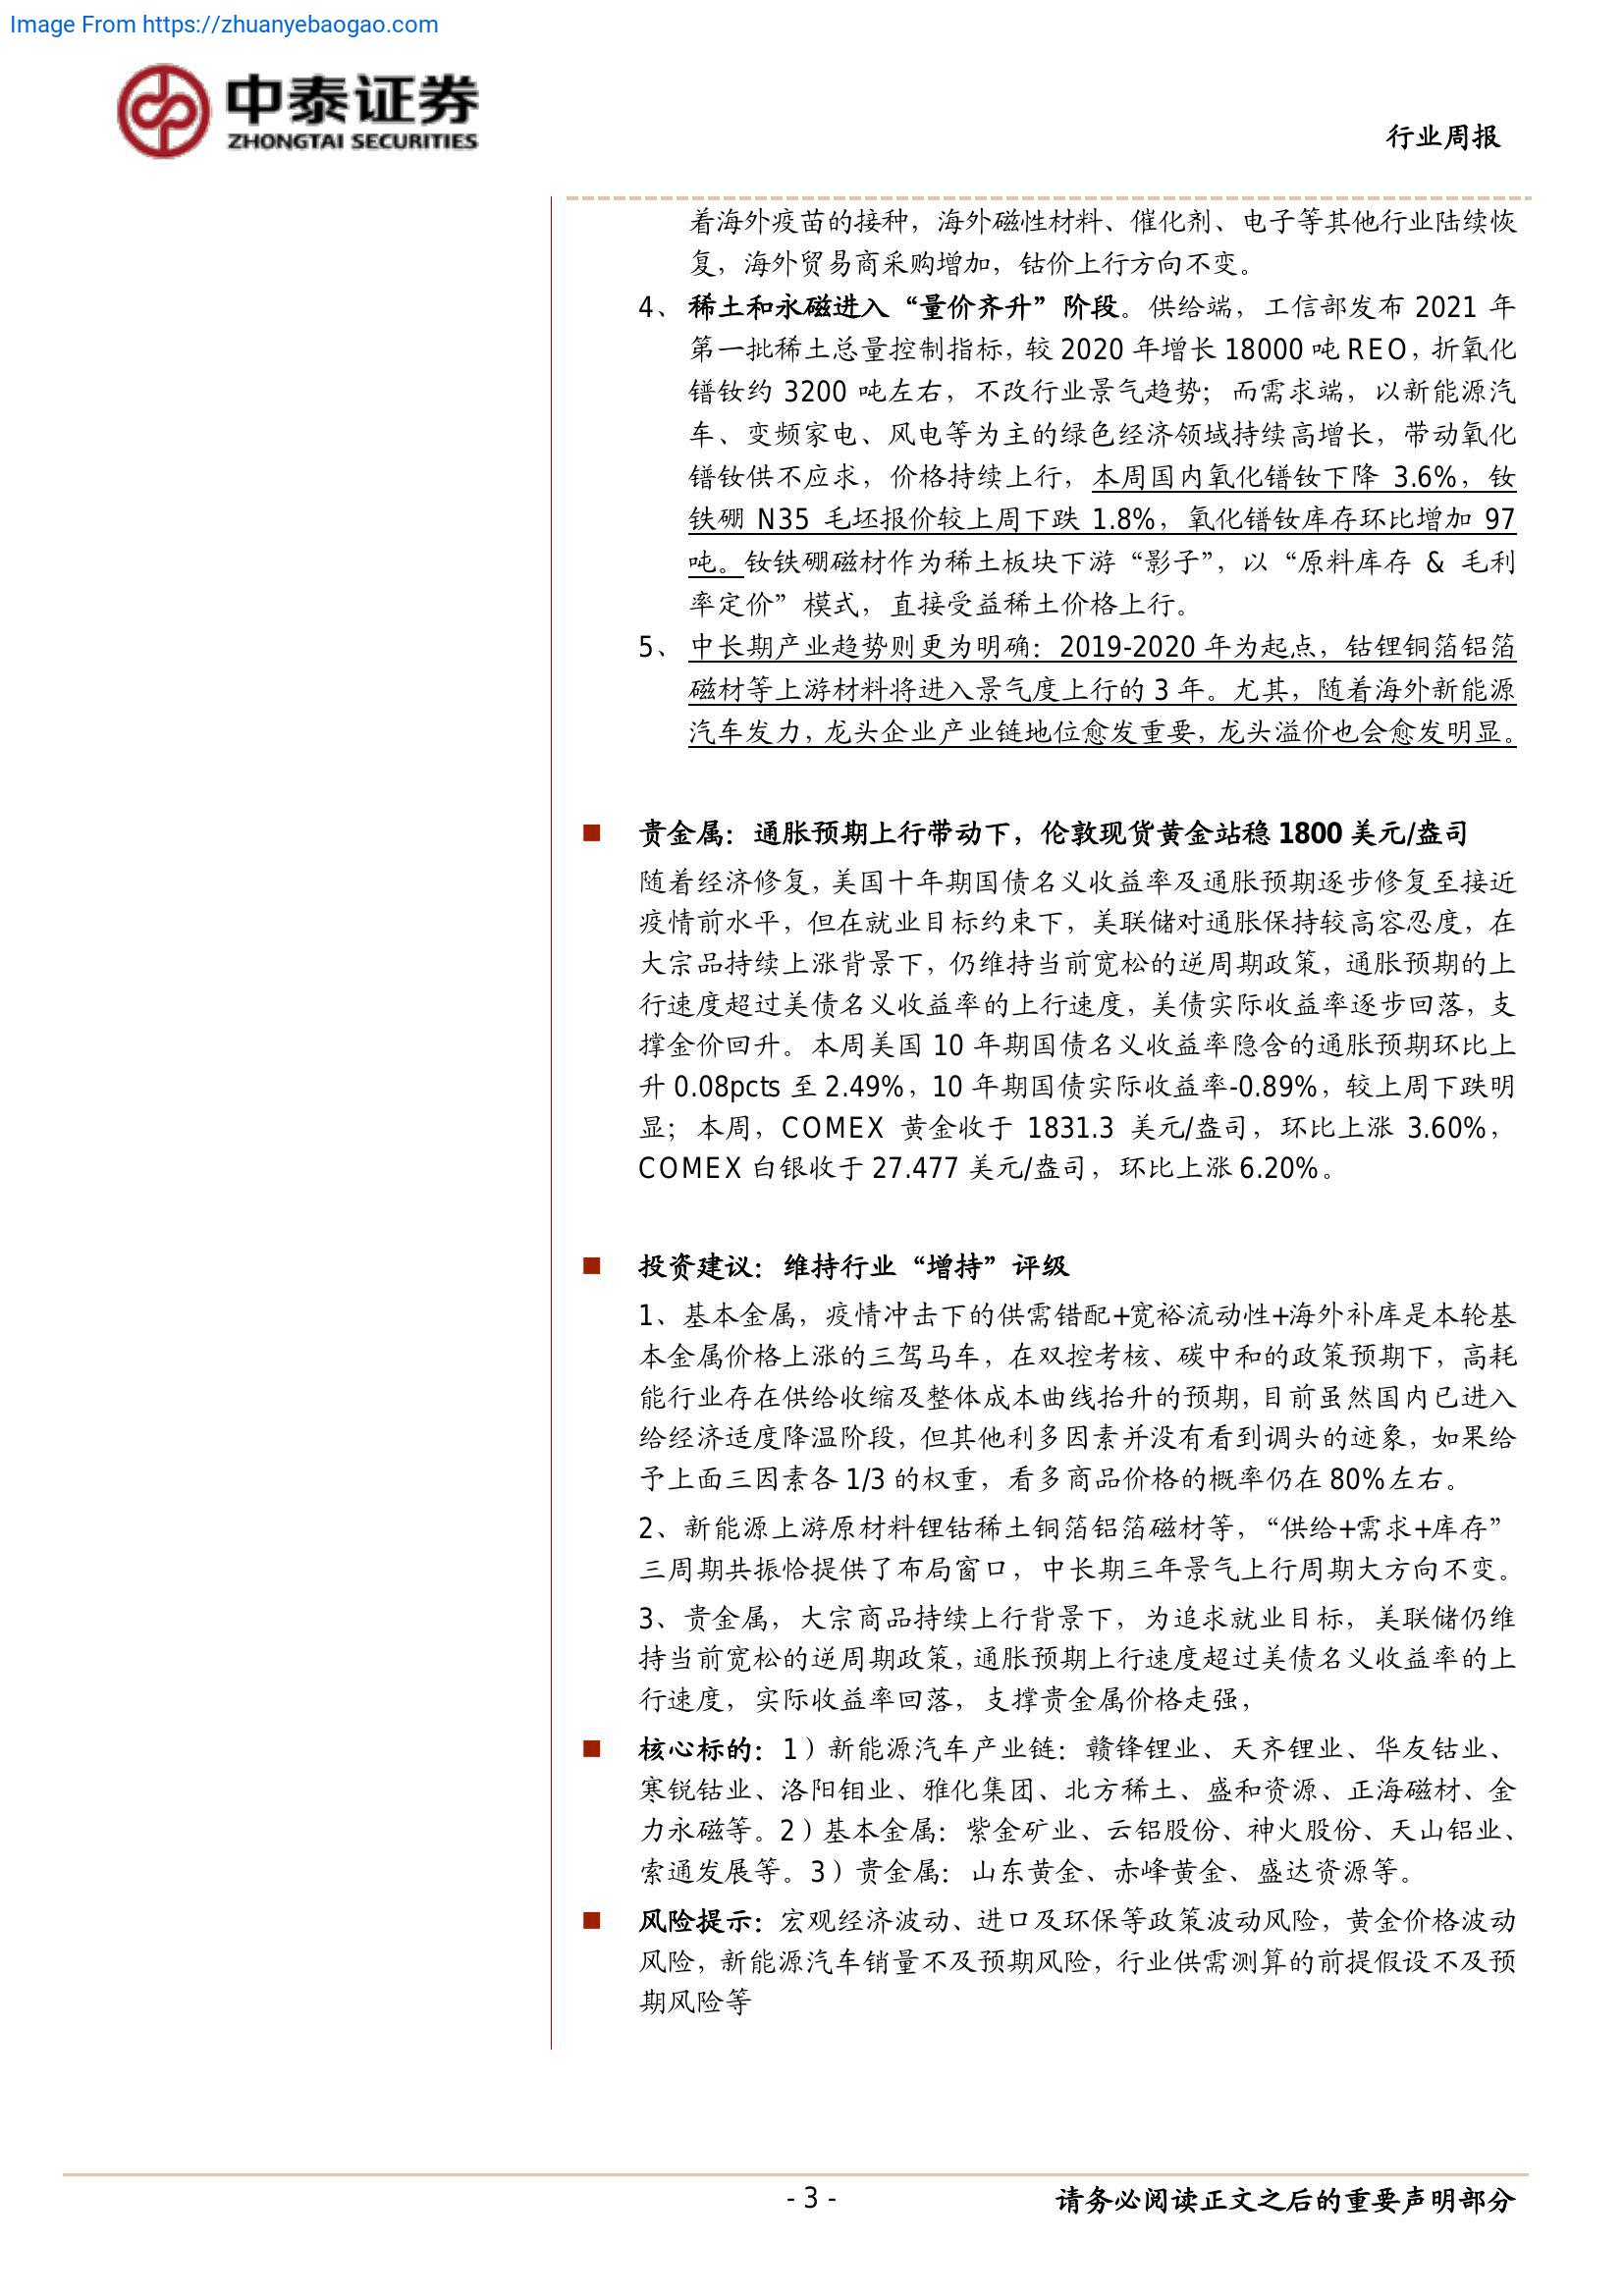 Image From https://zhuanyebaogao.com
中泰证券
ZHONGTAI SECURITIES
行业周报
着海外疫苗的接种，海外磁性材料、催化剂、电子等其他行业陆续恢
复，海外贸易商采购增加，钴价上行方向不变。
4、稀土和永磁进入“量价齐升”阶段。供给端，工信部发布 2021 年
第一批稀土总量控制指标，较 2020 年增长 18000 吨 REO，折氧化
镨钕约 3200 吨左右，不改行业景气趋势；而需求端，以新能源汽
车、变频家电、风电等为主的绿色经济领域持续高增长，带动氧化
镨钕供不应求，价格持续上行，本周国内氧化镨钕下降 3.6%，钕
铁硼 N35 毛坯报价较上周下跌 1.8%，氧化镨钕库存环比增加 97
吨。钕铁硼磁材作为稀土板块下游“影子”，以“原料库存 & 毛利
率定价”模式，直接受益稀土价格上行。
5、中长期产业趋势则更为明确：2019-2020 年为起点，钴锂铜箔铝箔
磁材等上游材料将进入景气度上行的 3 年。尤其，随着海外新能源
汽车发力，龙头企业产业链地位愈发重要，龙头溢价也会愈发明显。
■ 贵金属：通胀预期上行带动下，伦敦现货黄金站稳 1800 美元/盎司
随着经济修复，美国十年期国债名义收益率及通胀预期逐步修复至接近
疫情前水平，但在就业目标约束下，美联储对通胀保持较高容忍度，在
大宗品持续上涨背景下，仍维持当前宽松的逆周期政策，通胀预期的上
行速度超过美债名义收益率的上行速度，美债实际收益率逐步回落，支
撑金价回升。本周美国 10 年期国债名义收益率隐含的通胀预期环比上
升 0.08pcts 至 2.49%，10 年期国债实际收益率-0.89%，较上周下跌明
显；本周，COMEX 黄金收于 1831.3 美元/盎司，环比上涨 3.60%，
COMEX 白银收于 27.477 美元/盎司，环比上涨 6.20%。
■ 投资建议：维持行业“增持”评级
1、基本金属，疫情冲击下的供需错配+宽裕流动性+海外补库是本轮基
本金属价格上涨的三驾马车，在双控考核、碳中和的政策预期下，高耗
能行业存在供给收缩及整体成本曲线抬升的预期，目前虽然国内已进入
给经济适度降温阶段，但其他利多因素并没有看到调头的迹象，如果给
予上面三因素各 1/3 的权重，看多商品价格的概率仍在 80%左右。
2、新能源上游原材料锂钴稀土铜箔铝箔磁材等，“供给+需求+库存”
三周期共振恰提供了布局窗口，中长期三年景气上行周期大方向不变。
3、贵金属，大宗商品持续上行背景下，为追求就业目标，美联储仍维
持当前宽松的逆周期政策，通胀预期上行速度超过美债名义收益率的上
行速度，实际收益率回落，支撑贵金属价格走强，
■ 核心标的：1）新能源汽车产业链：赣锋锂业、天齐锂业、华友钴业、
寒锐钴业、洛阳钼业、雅化集团、北方稀土、盛和资源、正海磁材、金
力永磁等。2）基本金属：紫金矿业、云铝股份、神火股份、天山铝业、
索通发展等。3）贵金属：山东黄金、赤峰黄金、盛达资源等。
■ 风险提示：宏观经济波动、进口及环保等政策波动风险，黄金价格波动
风险，新能源汽车销量不及预期风险，行业供需测算的前提假设不及预
期风险等
- 3 -
请务必阅读正文之后的重要声明部分